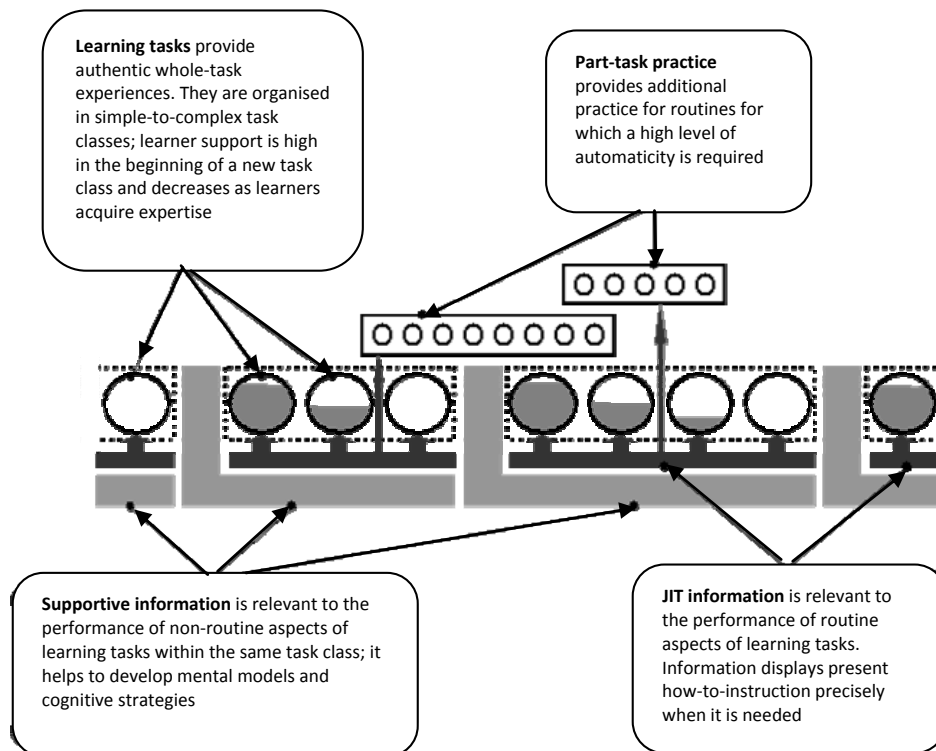 Learning tasks provide
authentic whole-task
experiences. They are organised
in simple-to-complex task
classes; learner support is high
in the beginning of a new task
class and decreases as learners
acquire expertise
Part-task practice
provides additional
practice for routines for
which a high level of
automaticity is required
Supportive information is relevant to the
performance of non-routine aspects of
learning tasks within the same task class; it
helps to develop mental models and
cognitive strategies
JIT information is relevant to
the performance of routine
aspects of learning tasks.
Information displays present
how-to-instruction precisely
when it is needed